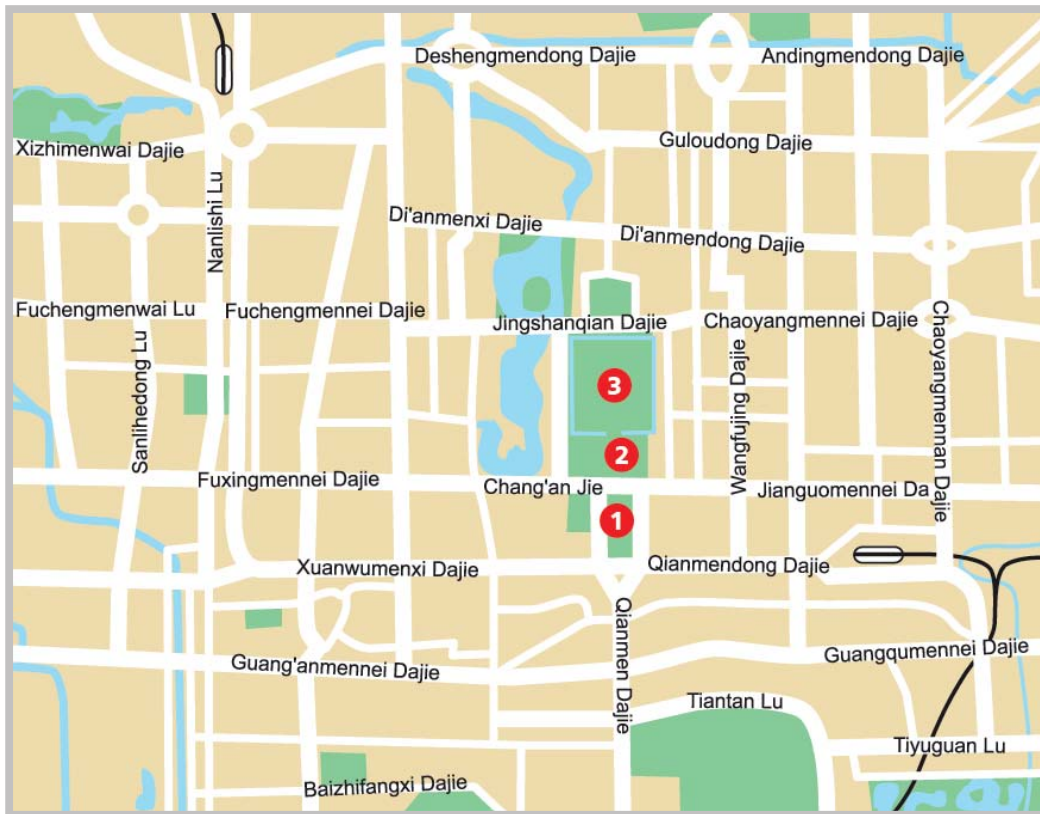 Deshengmendong Dajie
Andingmendong Dajie
Xizhimenwai Dajie
Guloudong Dajie
Nanlishi Lu
Di'anmenxi Dajie
Di'anmendong Dajie
Fuchengmenwai Lu
Fuchengmennei Dajie
Jingshanqian Dajie
Chaoyangmennei Dajie
Chaoyangmennan Dajie
Sanlihedong Lu
Wangfujing Dajie
3
2
Fuxingmennei Dajie
Chang'an Jie
Jianguomennei Da
1
Xuanwumenxi Dajie
Qianmendong Dajie
Qianmen Dajie
Guang'anmennei Dajie
Guangqumennei Dajie
Tiantan Lu
Tiyuguan Lu
Baizhifangxi Dajie